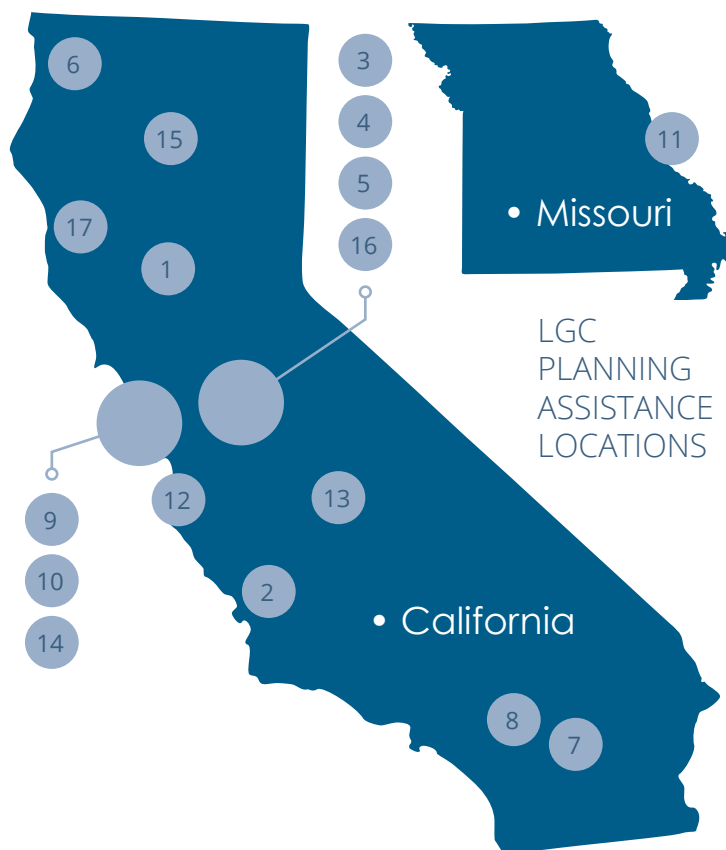 6
15
17
1
3
4
5
16
11
• Missouri
LGC
PLANNING
ASSISTANCE
LOCATIONS
9
10
14
12
13
2
• California
8
7